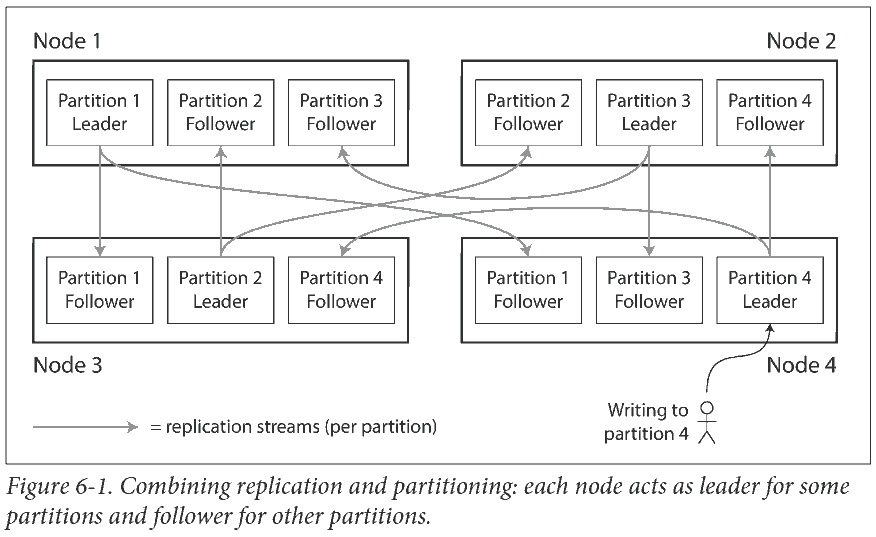 Node 1
Node 2
Partition 1
Leader
Partition 2
Follower
Partition 3
Follower
Partition 2
Follower
Partition 3
Leader
Partition 4
Follower
Partition 1
Follower
Partition 2
Leader
Partition 4
Follower
Partition 1
Follower
Partition 3
Follower
Partition 4
Leader
Node 3
Node 4
= replication streams (per partition)
Writing to
partition 4
Figure 6-1. Combining replication and partitioning: each node acts as leader for some
partitions and follower for other partitions.